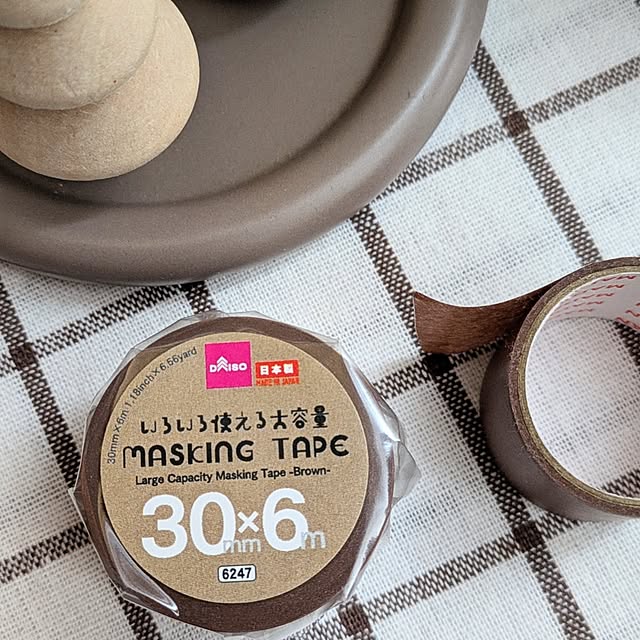 DAISO
日本製
MADE IN JAPAN
30mm×6m/1.18inch×6.56yard
いろいろ使える大容量
MASKING TAPE
Large Capacity Masking Tape -Brown-
30mm×6m
6247